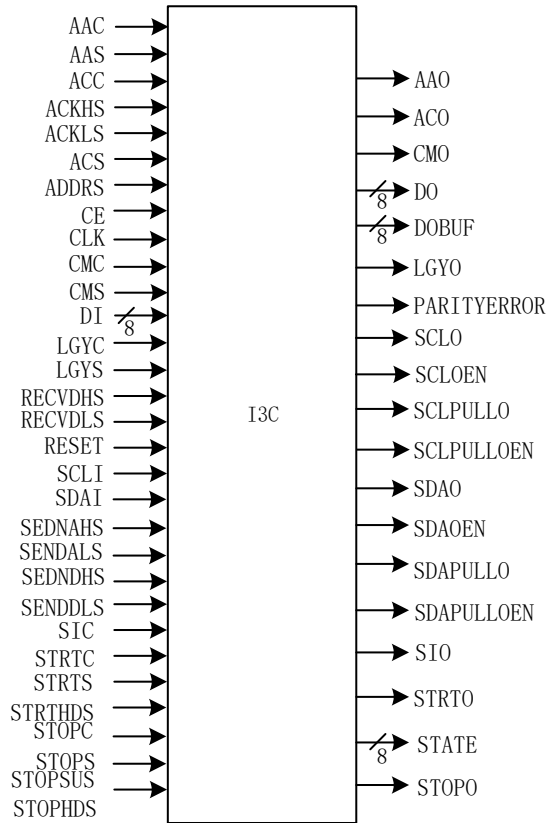 AAC
AAS
ACC
ACKHS
ACKLS
ACS
ADDRS
CE
CLK
CMC
CMS
DI
8
LGYC
LGYS
RECVDHS
RECVDLS
RESET
SCLI
SDAI
SEDNAHS
SENDALS
SEDNDHS
SENDDLS
SIC
STRTC
STRTS
STRTHDS
STOPC
STOPS
STOPSUS
STOPHDS
I3C
AAO
ACO
CMO
DO
8
DOBUF
8
LGYO
PARITYERROR
SCLO
SCLOEN
SCLPULLO
SCLPULLOEN
SDAO
SDAOEN
SDAPULLO
SDAPULLOEN
SIO
STRTO
STATE
8
STOPO